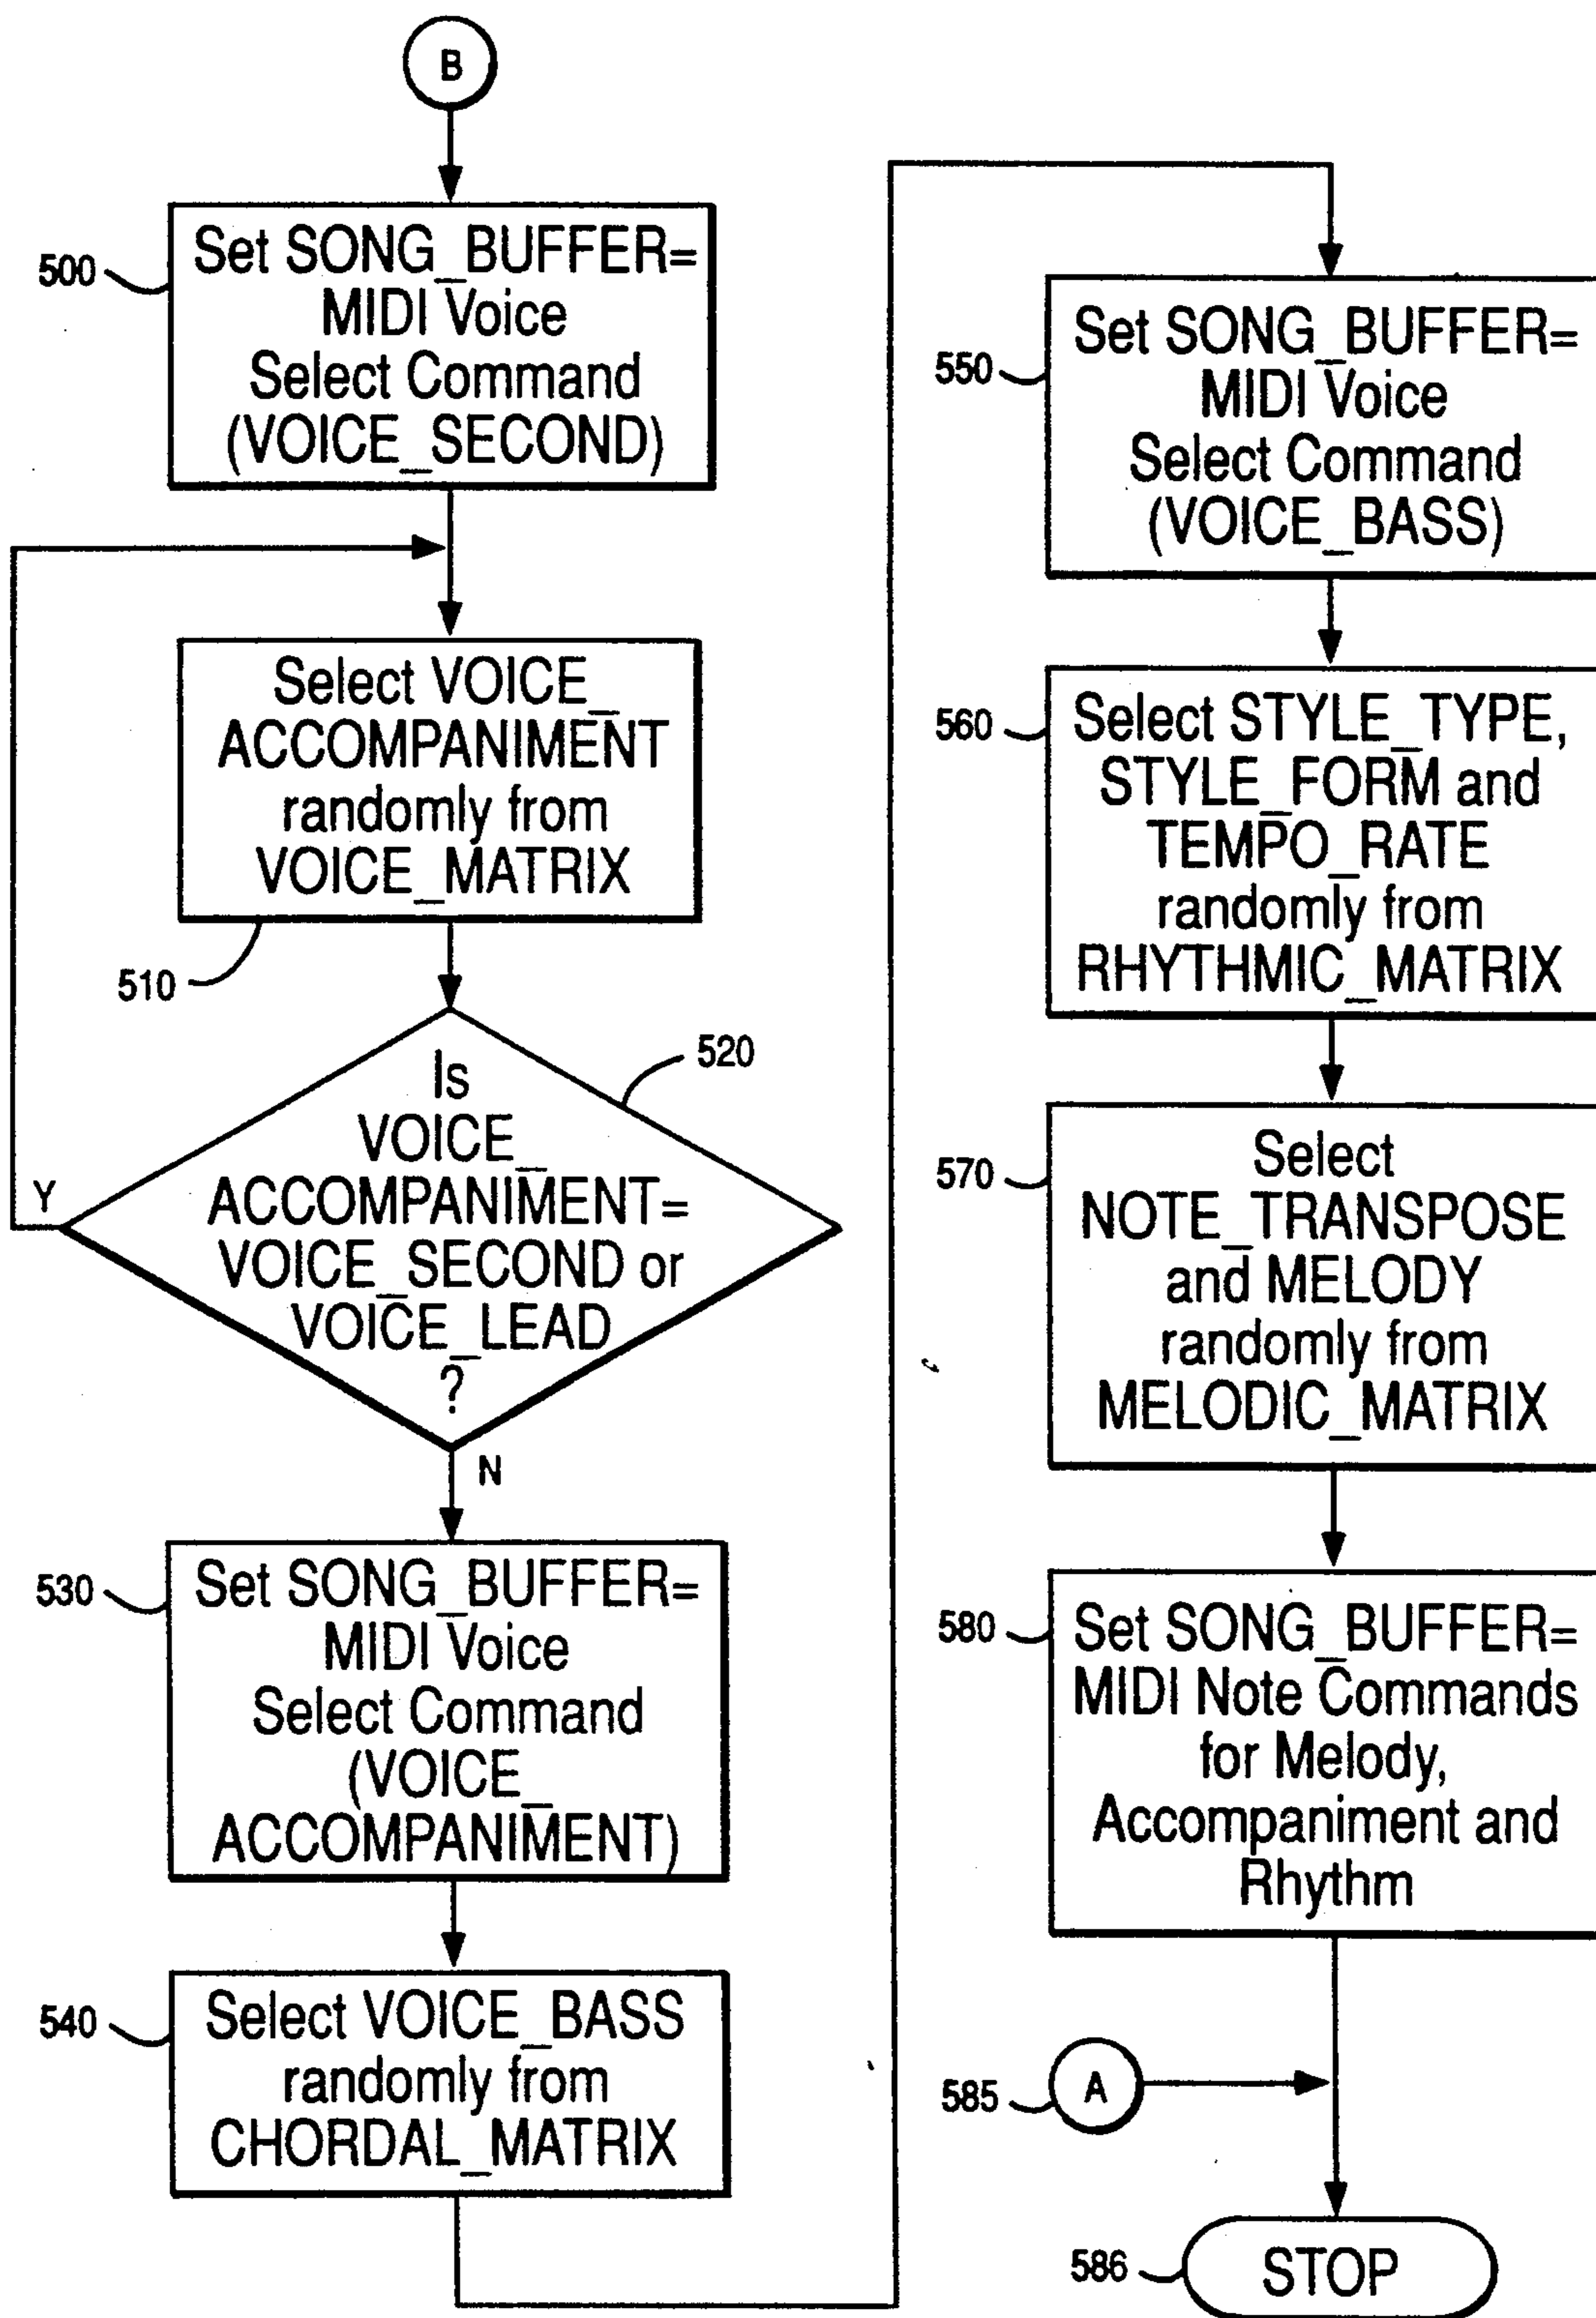 B
500
Set SONG_BUFFER=
MIDI Voice
Select Command
(VOICE_SECOND)
Select VOICE_
ACCOMPANIMENT
randomly from
VOICE_MATRIX
510
520
Is
VOICE_
ACCOMPANIMENT=
VOICE_SECOND or
VOICE_LEAD
?
Y
N
530
Set SONG_BUFFER=
MIDI Voice
Select Command
(VOICE_
ACCOMPANIMENT)
540
Select VOICE_BASS
randomly from
CHORDAL_MATRIX
550
Set SONG_BUFFER=
MIDI Voice
Select Command
(VOICE_BASS)
560
Select STYLE_TYPE,
STYLE_FORM and
TEMPO_RATE
randomly from
RHYTHMIC_MATRIX
570
Select
NOTE_TRANSPOSE
and MELODY
randomly from
MELODIC_MATRIX
580
Set SONG_BUFFER=
MIDI Note Commands
for Melody,
Accompaniment and
Rhythm
585
A
586
STOP